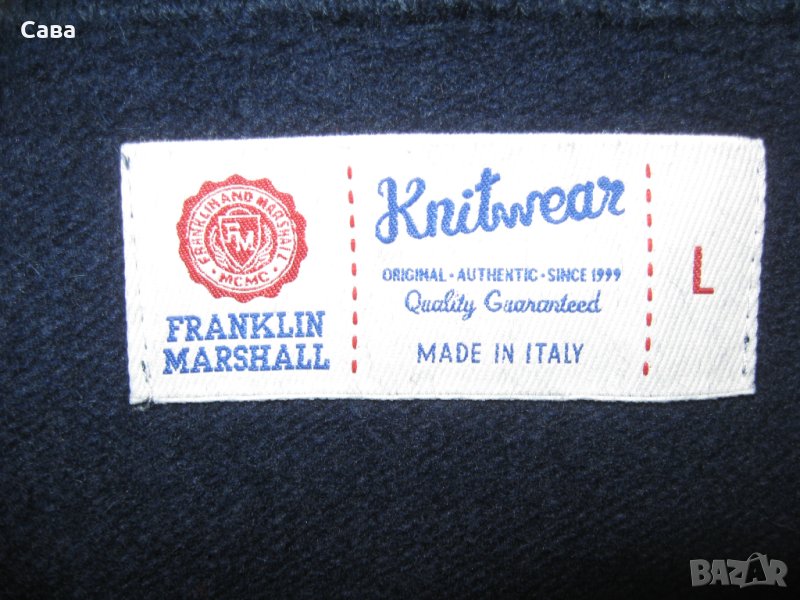 Сава
FRANKLIN AND MARSHALL
FM
MCMC
FRANKLIN
MARSHALL
Knitwear
ORIGINAL • AUTHENTIC • SINCE 1999
Quality Guaranteed
MADE IN ITALY
L
BAZAR